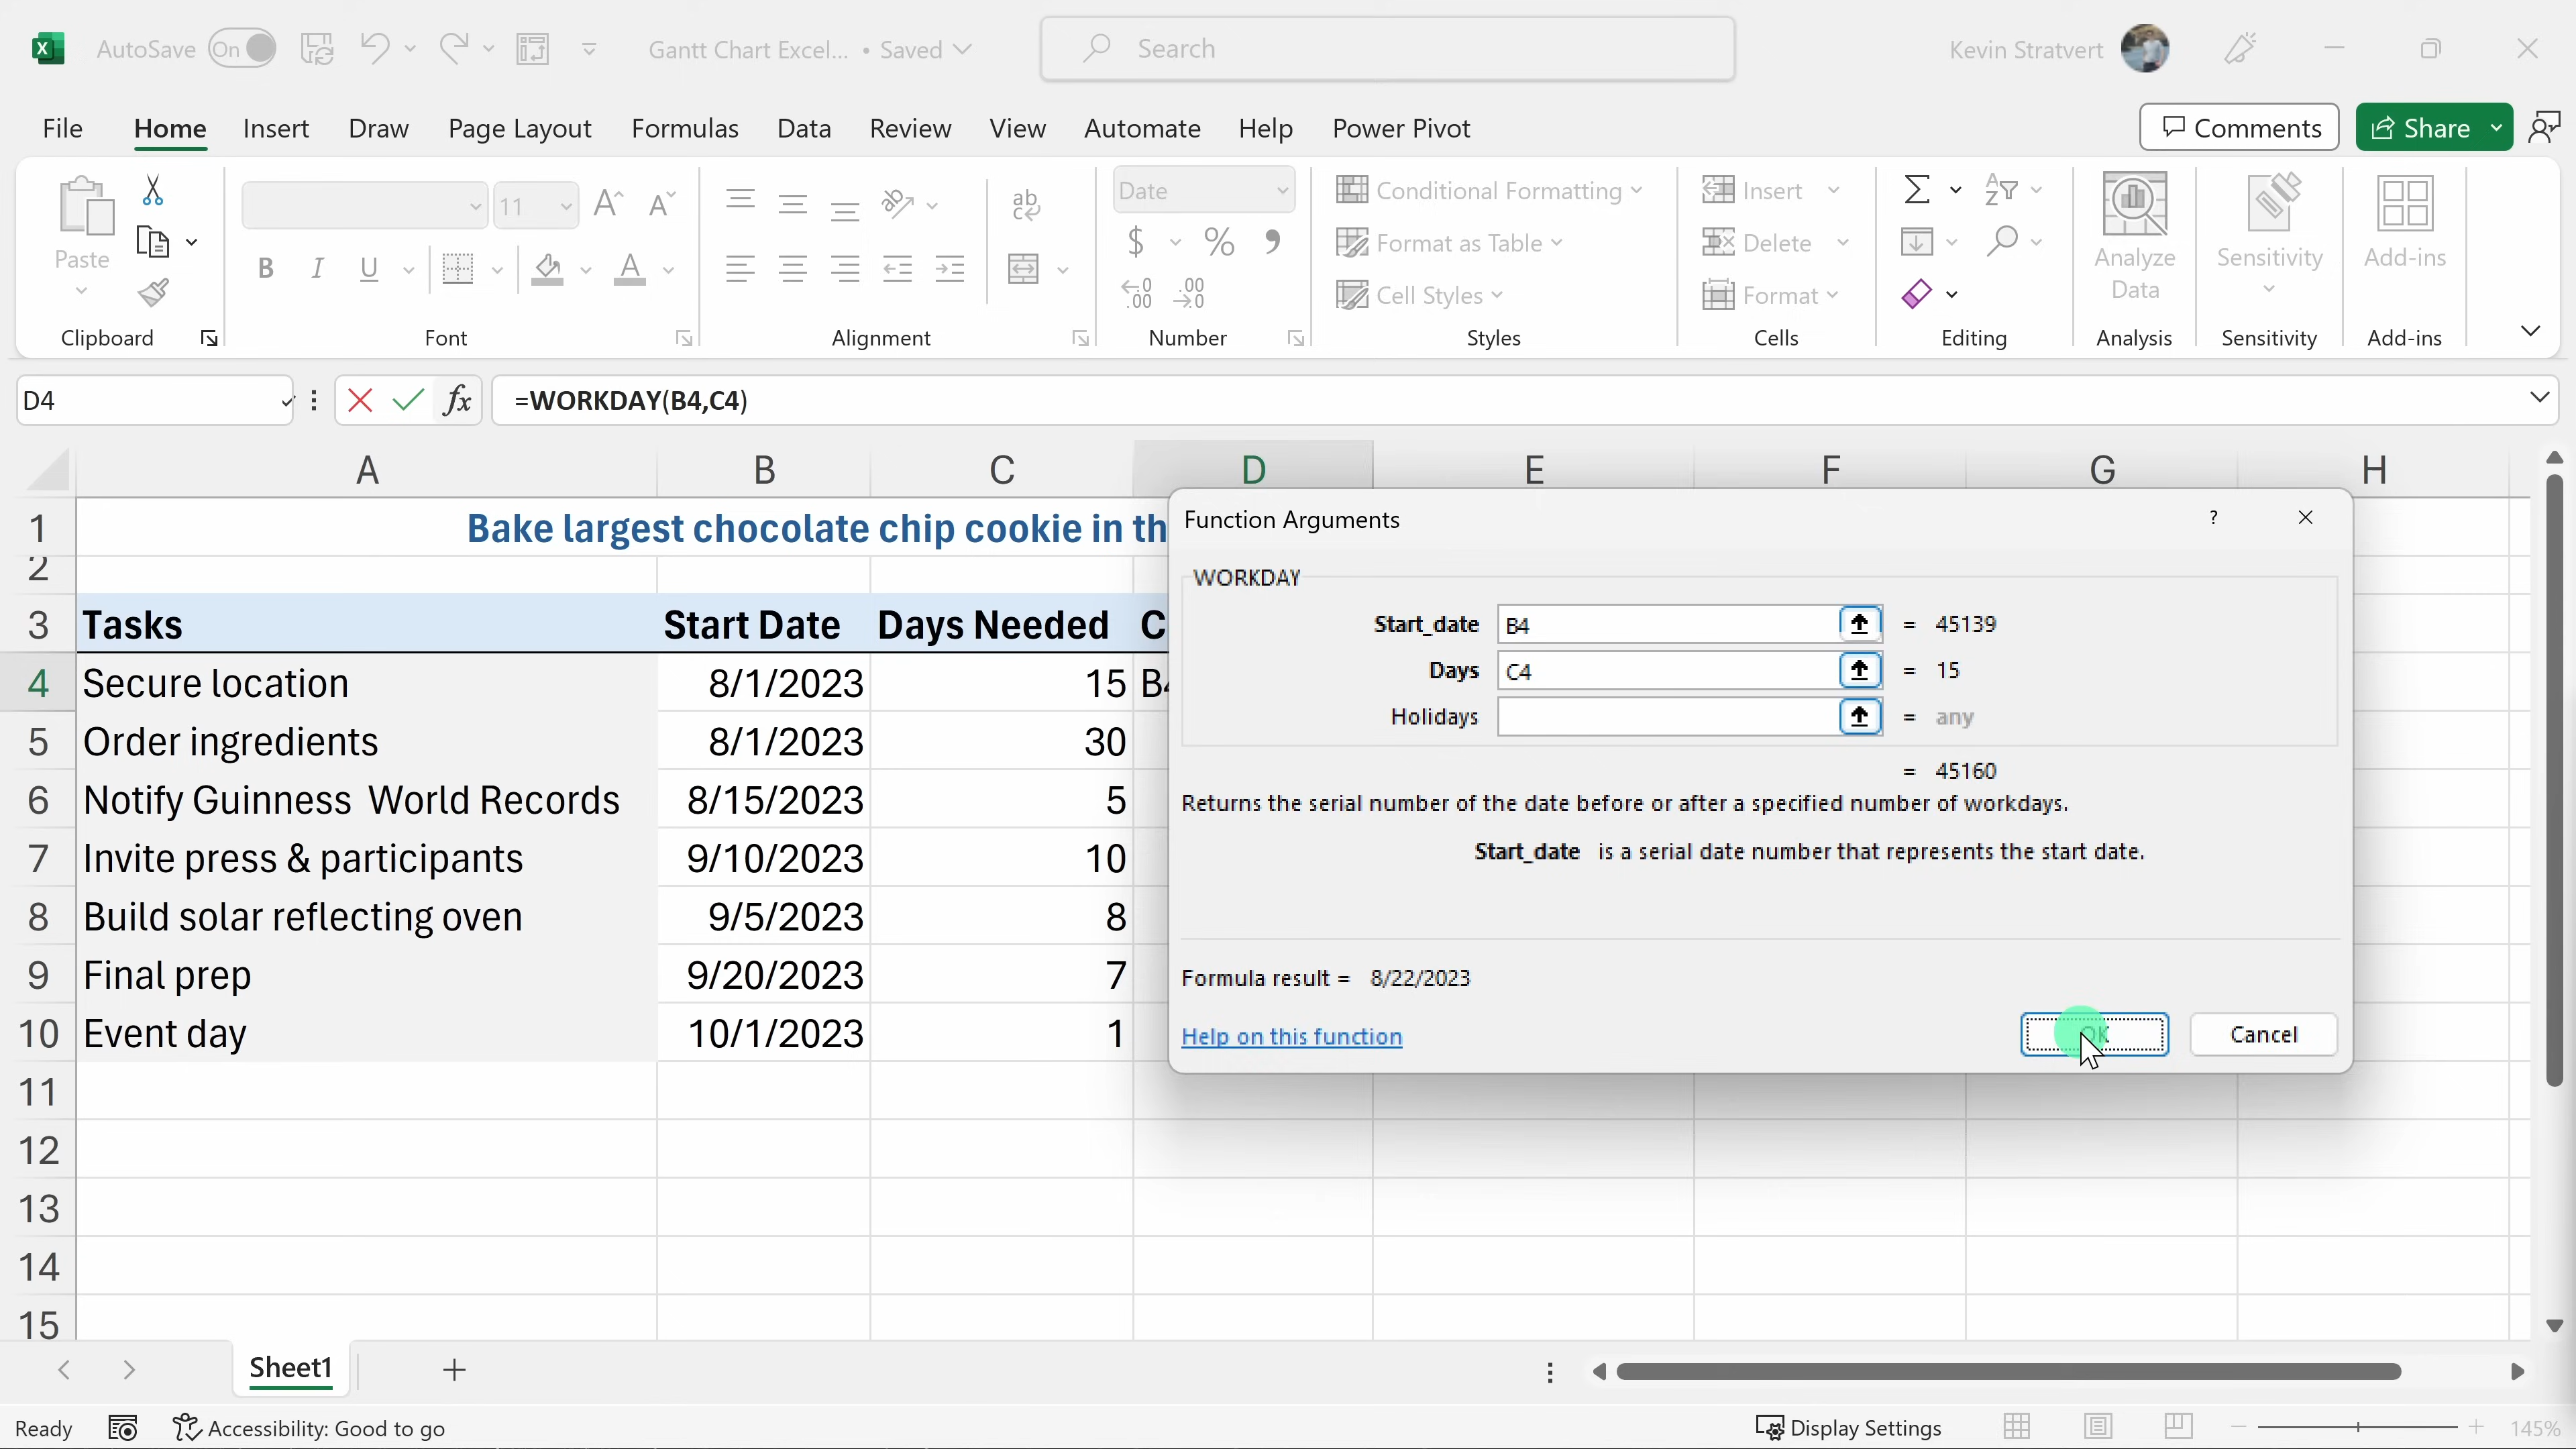 AutoSave On Gantt Chart Excel... • Saved Search Kevin Stratvert
File Home Insert Draw Page Layout Formulas Data Review View Automate Help Power Pivot Comments Share
Paste
Clipboard
11
B I U A
Font
ab
Alignment
Date
$ % 9
Number
Conditional Formatting
Format as Table
Cell Styles
Styles
Insert
Delete
Format
Cells
Editing
Analyze
Data
Analysis
Sensitivity
Sensitivity
Add-ins
Add-ins
D4 fx =WORKDAY(B4,C4)
A B C D E F G H
1 Bake largest chocolate chip cookie in th
2
3 Tasks Start Date Days Needed C
4 Secure location 8/1/2023 15 B4
5 Order ingredients 8/1/2023 30
6 Notify Guinness World Records 8/15/2023 5
7 Invite press & participants 9/10/2023 10
8 Build solar reflecting oven 9/5/2023 8
9 Final prep 9/20/2023 7
10 Event day 10/1/2023 1
11
12
13
14
15
Function Arguments ?
WORKDAY
Start_date B4 = 45139
Days C4 = 15
Holidays = any
= 45160
Returns the serial number of the date before or after a specified number of workdays.
Start_date is a serial date number that represents the start date.
Formula result = 8/22/2023
Help on this function OK Cancel
Sheet1
Ready Accessibility: Good to go Display Settings 145%